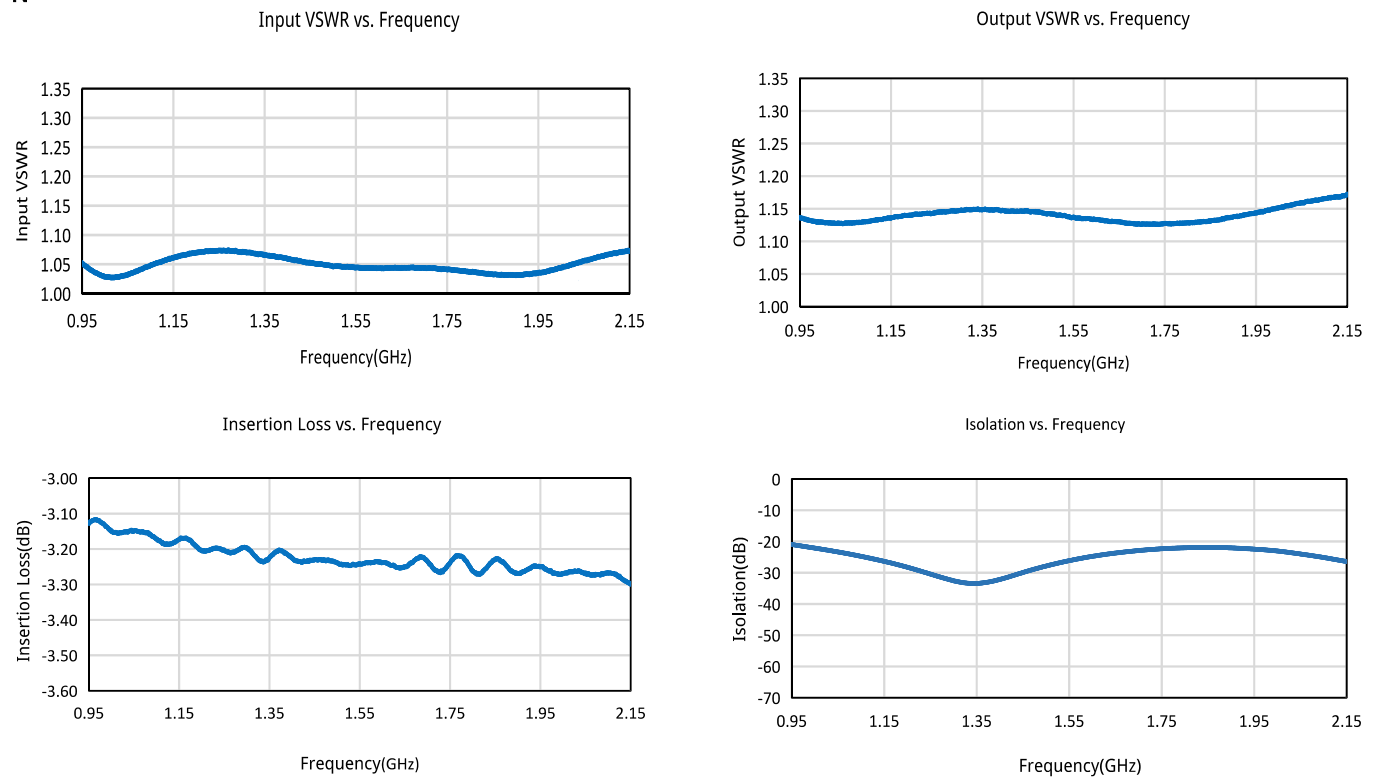 Input VSWR vs. Frequency
Output VSWR vs. Frequency
Input VSWR
1.35
1.30
1.25
1.20
1.15
1.10
1.05
1.00
0.95 1.15 1.35 1.55 1.75 1.95 2.15
Frequency(GHz)
Output VSWR
1.35
1.30
1.25
1.20
1.15
1.10
1.05
1.00
0.95 1.15 1.35 1.55 1.75 1.95 2.15
Frequency(GHz)
Insertion Loss vs. Frequency
Isolation vs. Frequency
Insertion Loss(dB)
-3.00
-3.10
-3.20
-3.30
-3.40
-3.50
-3.60
0.95 1.15 1.35 1.55 1.75 1.95 2.15
Frequency(GHz)
Isolation(dB)
0
-10
-20
-30
-40
-50
-60
-70
0.95 1.15 1.35 1.55 1.75 1.95 2.15
Frequency(GHz)